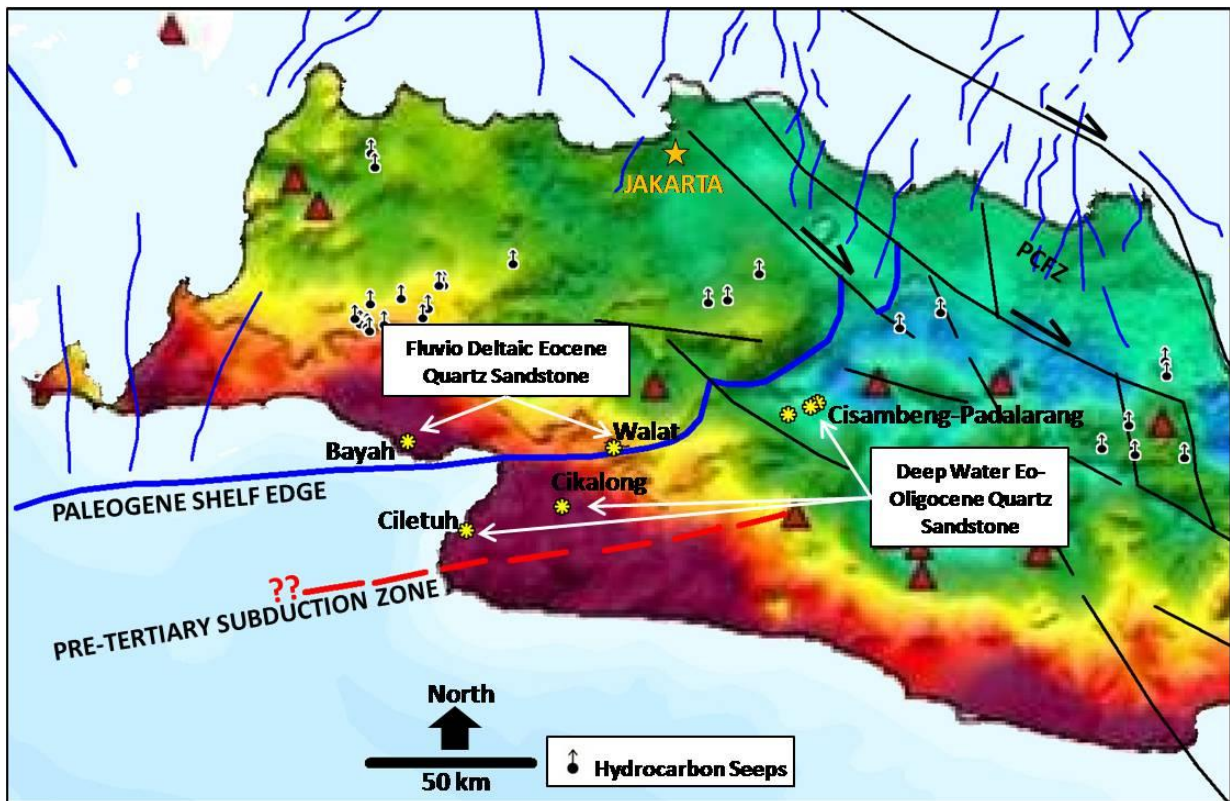 JAKARTA
PCFZ
Fluvio Deltaic Eocene
Quartz Sandstone
Bayah
Walat
Cisambeng-Padalarang
PALEOGENE SHELF EDGE
Cikalong
Ciletuh
Deep Water Eo-
Oligocene Quartz
Sandstone
??
PRE-TERTIARY SUBDUCTION ZONE
North
50 km
Hydrocarbon Seeps